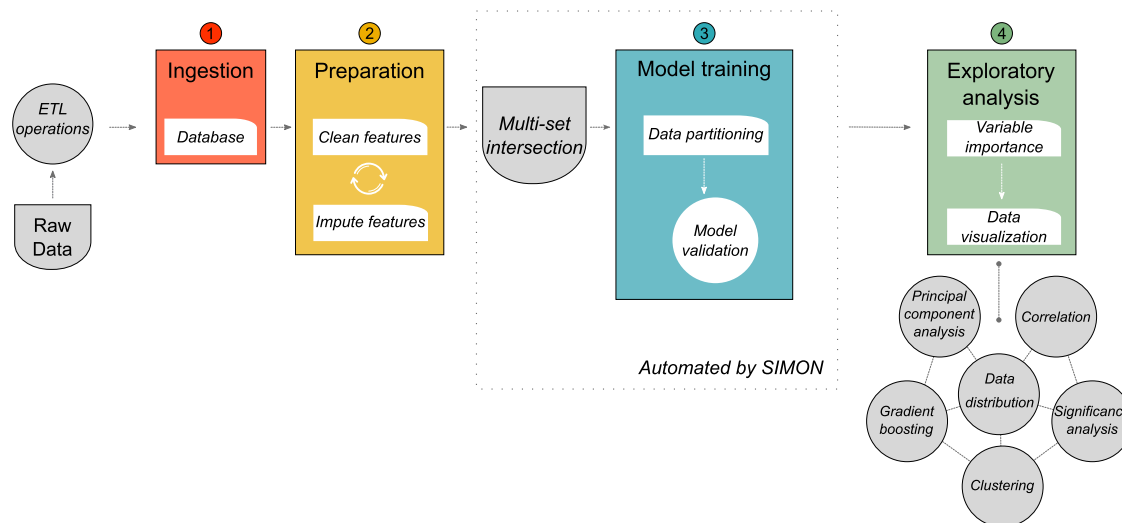 1
Ingestion
Database
2
Preparation
Clean features
Impute features
3
Model training
Data partitioning
Model
validation
4
Exploratory
analysis
Variable
importance
Data
visualization
ETL
operations
Raw
Data
Multi-set
intersection
Automated by SIMON
Principal
component
analysis
Correlation
Data
distribution
Gradient
boosting
Significanc
analysis
Clustering